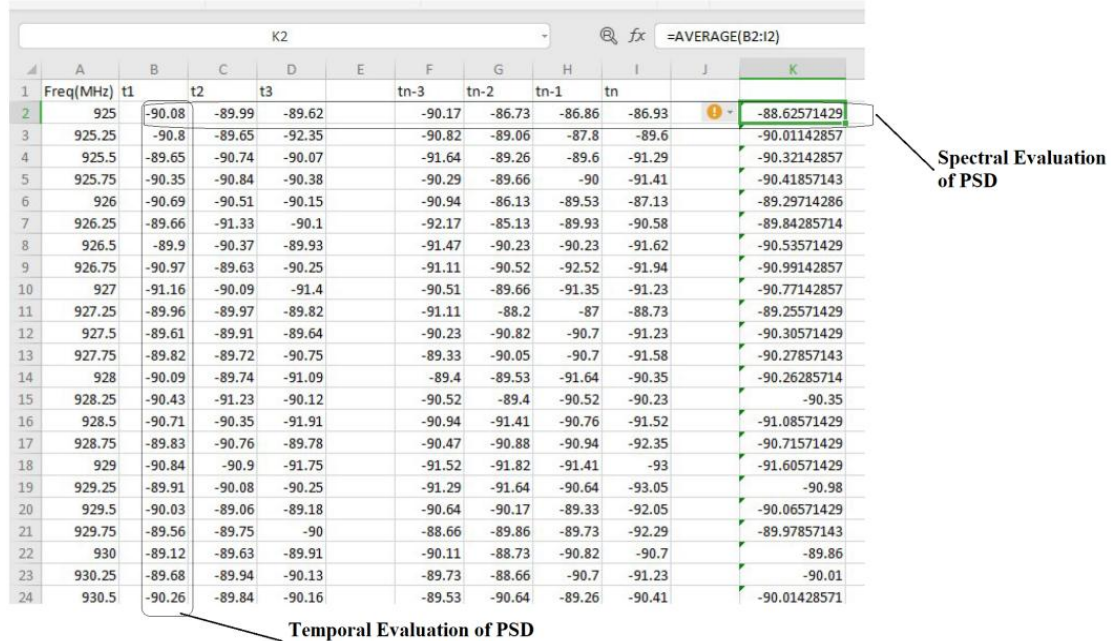 K2 fx =AVERAGE(B2:I2)
A B C D E F G H I J K
1 Freq(MHz) t1 t2 t3 tn-3 tn-2 tn-1 tn
2 925 -90.08 -89.99 -89.62 -90.17 -86.73 -86.86 -86.93 -88.62571429
3 925.25 -90.8 -89.65 -92.35 -90.82 -89.06 -87.8 -89.6 -90.01142857
4 925.5 -89.65 -90.74 -90.07 -91.64 -89.26 -89.6 -91.29 -90.32142857
5 925.75 -90.35 -90.84 -90.38 -90.29 -89.66 -90 -91.41 -90.41857143
6 926 -90.69 -90.51 -90.15 -90.94 -86.13 -89.53 -87.13 -89.29714286
7 926.25 -89.66 -91.33 -90.1 -92.17 -85.13 -89.93 -90.58 -89.84285714
8 926.5 -89.9 -90.37 -89.93 -91.47 -90.23 -90.23 -91.62 -90.53571429
9 926.75 -90.97 -89.63 -90.25 -91.11 -90.52 -92.52 -91.94 -90.99142857
10 927 -91.16 -90.09 -91.4 -90.51 -89.66 -91.35 -91.23 -90.77142857
11 927.25 -89.96 -89.97 -89.82 -91.11 -88.2 -87 -88.73 -89.25571429
12 927.5 -89.61 -89.91 -89.64 -90.23 -90.82 -90.7 -91.23 -90.30571429
13 927.75 -89.82 -89.72 -90.75 -89.33 -90.05 -90.7 -91.58 -90.27857143
14 928 -90.09 -89.74 -91.09 -89.4 -89.53 -91.64 -90.35 -90.26285714
15 928.25 -90.43 -91.23 -90.12 -90.52 -89.4 -90.52 -90.23 -90.35
16 928.5 -90.71 -90.35 -91.91 -90.94 -91.41 -90.76 -91.52 -91.08571429
17 928.75 -89.83 -90.76 -89.78 -90.47 -90.88 -90.94 -92.35 -90.71571429
18 929 -90.84 -90.9 -91.75 -91.52 -91.82 -91.41 -93 -91.60571429
19 929.25 -89.91 -90.08 -90.25 -91.29 -91.64 -90.64 -93.05 -90.98
20 929.5 -90.03 -89.06 -89.18 -90.64 -90.17 -89.33 -92.05 -90.06571429
21 929.75 -89.56 -89.75 -90 -88.66 -89.86 -89.73 -92.29 -89.97857143
22 930 -89.12 -89.63 -89.91 -90.11 -88.73 -90.82 -90.7 -89.86
23 930.25 -89.68 -89.94 -90.13 -89.73 -88.66 -90.7 -91.23 -90.01
24 930.5 -90.26 -89.84 -90.16 -89.53 -90.64 -89.26 -90.41 -90.01428571
Spectral Evaluation
of PSD
Temporal Evaluation of PSD